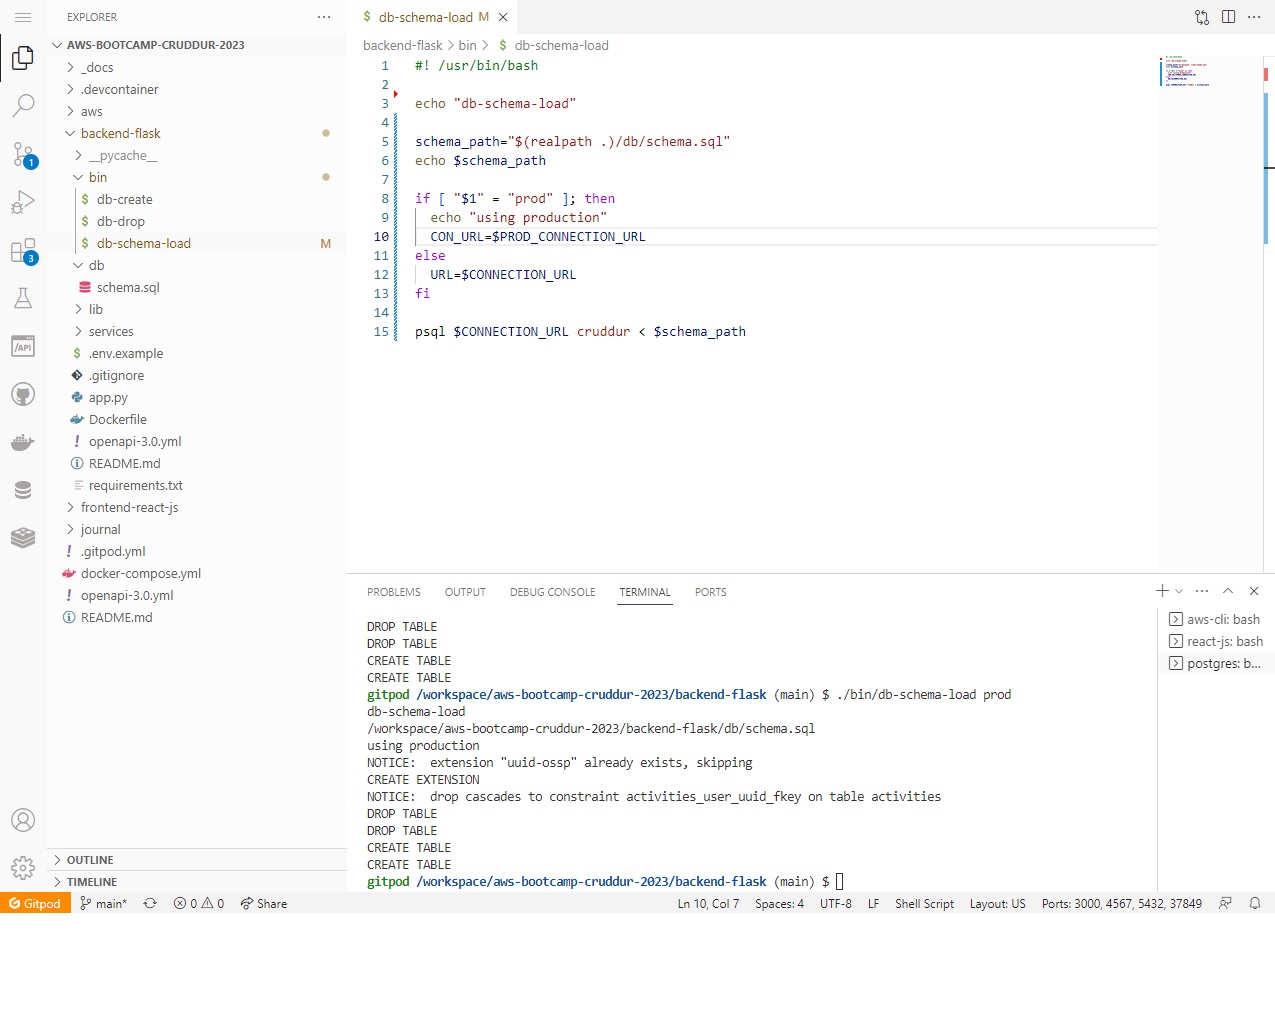 EXPLORER
AWS-BOOTCAMP-CRUDDUR-2023
_docs
.devcontainer
aws
backend-flask
__pycache__
bin
$ db-create
$ db-drop
$ db-schema-load M
db
schema.sql
lib
services
$ .env.example
.gitignore
app.py
Dockerfile
! openapi-3.0.yml
README.md
requirements.txt
frontend-react-js
journal
! .gitpod.yml
docker-compose.yml
! openapi-3.0.yml
README.md
OUTLINE
TIMELINE
1
3
/API
$ db-schema-load M
backend-flask > bin > $ db-schema-load
1 #! /usr/bin/bash
2
3 echo "db-schema-load"
4
5 schema_path="$(realpath .)/db/schema.sql"
6 echo $schema_path
7
8 if [ "$1" = "prod" ]; then
9 echo "using production"
10 CON_URL=$PROD_CONNECTION_URL
11 else
12 URL=$CONNECTION_URL
13 fi
14
15 psql $CONNECTION_URL cruddur < $schema_path
PROBLEMS OUTPUT DEBUG CONSOLE TERMINAL PORTS
DROP TABLE
DROP TABLE
CREATE TABLE
CREATE TABLE
gitpod /workspace/aws-bootcamp-cruddur-2023/backend-flask (main) $ ./bin/db-schema-load prod
db-schema-load
/workspace/aws-bootcamp-cruddur-2023/backend-flask/db/schema.sql
using production
NOTICE:  extension "uuid-ossp" already exists, skipping
CREATE EXTENSION
NOTICE:  drop cascades to constraint activities_user_uuid_fkey on table activities
DROP TABLE
DROP TABLE
CREATE TABLE
CREATE TABLE
gitpod /workspace/aws-bootcamp-cruddur-2023/backend-flask (main) $
aws-cli: bash
react-js: bash
postgres: b...
Gitpod main* 0 0 Share Ln 10, Col 7 Spaces: 4 UTF-8 LF Shell Script Layout: US Ports: 3000, 4567, 5432, 37849